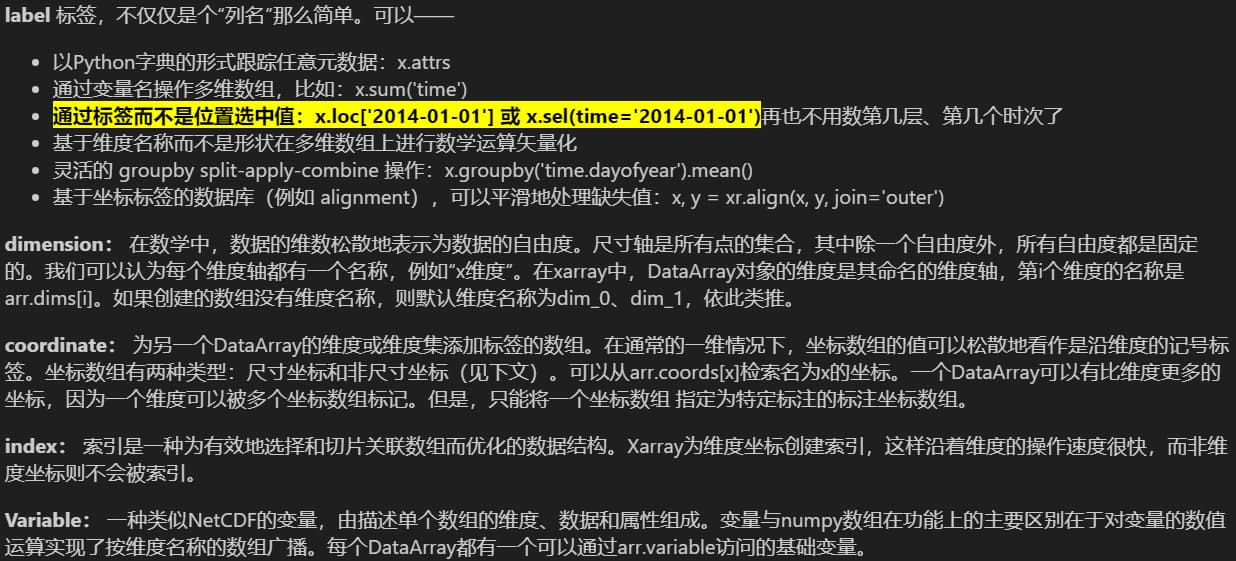 label 标签，不仅仅是个“列名”那么简单。可以——
以Python字典的形式跟踪任意元数据：x.attrs
通过变量名操作多维数组，比如：x.sum('time')
通过标签而不是位置选中值：x.loc['2014-01-01'] 或 x.sel(time='2014-01-01')再也不用数第几层、第几个时次了
基于维度名称而不是形状在多维数组上进行数学运算矢量化
灵活的 groupby split-apply-combine 操作：x.groupby('time.dayofyear').mean()
基于坐标标签的数据库（例如 alignment），可以平滑地处理缺失值：x, y = xr.align(x, y, join='outer')
dimension： 在数学中，数据的维数松散地表示为数据的自由度。尺寸轴是所有点的集合，其中除一个自由度外，所有自由度都是固定
的。我们可以认为每个维度轴都有一个名称，例如“x维度”。在xarray中，DataArray对象的维度是其命名的维度轴，第i个维度的名称是
arr.dims[i]。如果创建的数组没有维度名称，则默认维度名称为dim_0、dim_1，依此类推。
coordinate： 为另一个DataArray的维度或维度集添加标签的数组。在通常的一维情况下，坐标数组的值可以松散地看作是沿维度的记号标
签。坐标数组有两种类型：尺寸坐标和非尺寸坐标（见下文）。可以从arr.coords[x]检索名为x的坐标。一个DataArray可以有比维度更多的
坐标，因为一个维度可以被多个坐标数组标记。但是，只能将一个坐标数组 指定为特定标注的标注坐标数组。
index： 索引是一种为有效地选择和切片关联数组而优化的数据结构。Xarray为维度坐标创建索引，这样沿着维度的操作速度很快，而非维
度坐标则不会被索引。
Variable： 一种类似NetCDF的变量，由描述单个数组的维度、数据和属性组成。变量与numpy数组在功能上的主要区别在于对变量的数值
运算实现了按维度名称的数组广播。每个DataArray都有一个可以通过arr.variable访问的基础变量。